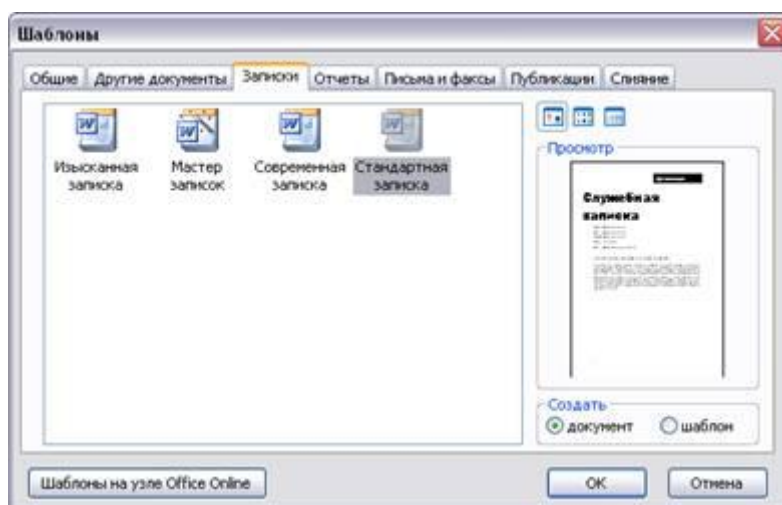 Шаблоны
Общие Другие документы Записки Отчеты Письма и факсы Публикации Слияние
Изысканная записка
Мастер записок
Современная записка
Стандартная записка
Просмотр
Служебная
записка
Создать
документ шаблон
Шаблоны на узле Office Online OK Отмена